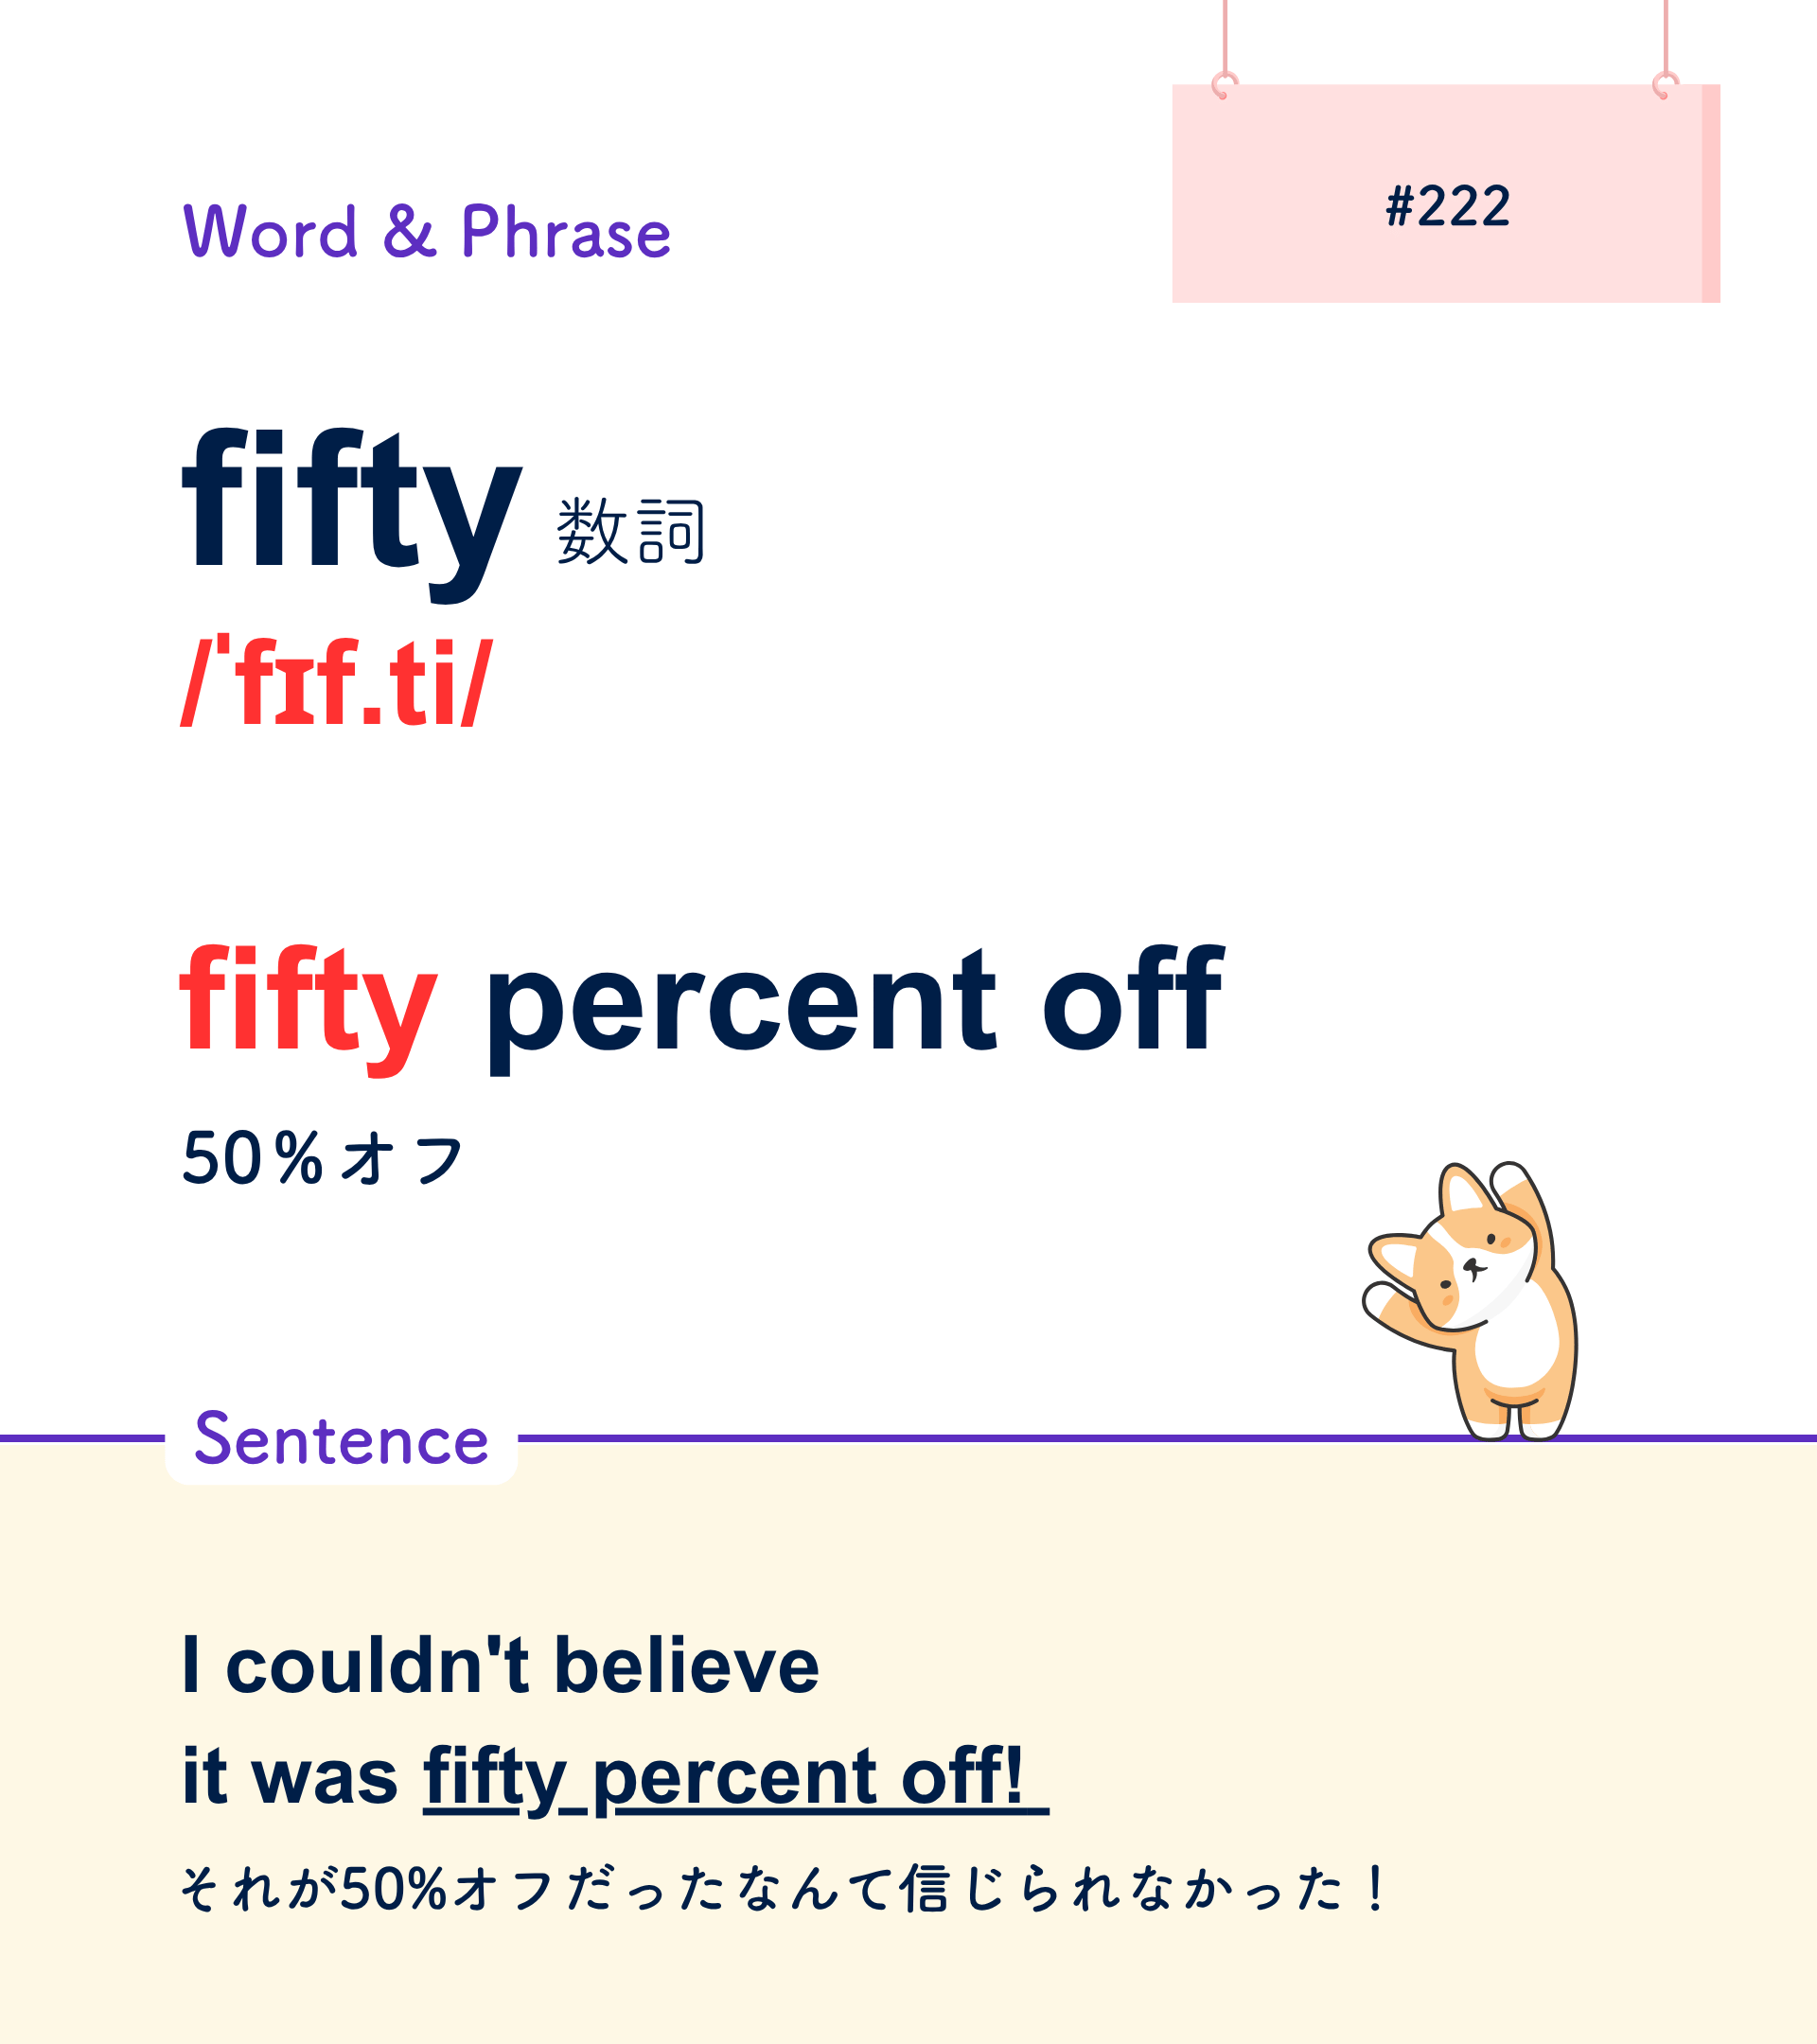 #222
Word & Phrase
fifty 数詞
/ˈfɪf.ti/
fifty percent off
50%オフ
Sentence
I couldn't believe
it was fifty percent off!
それが50%オフだったなんて信じられなかった！